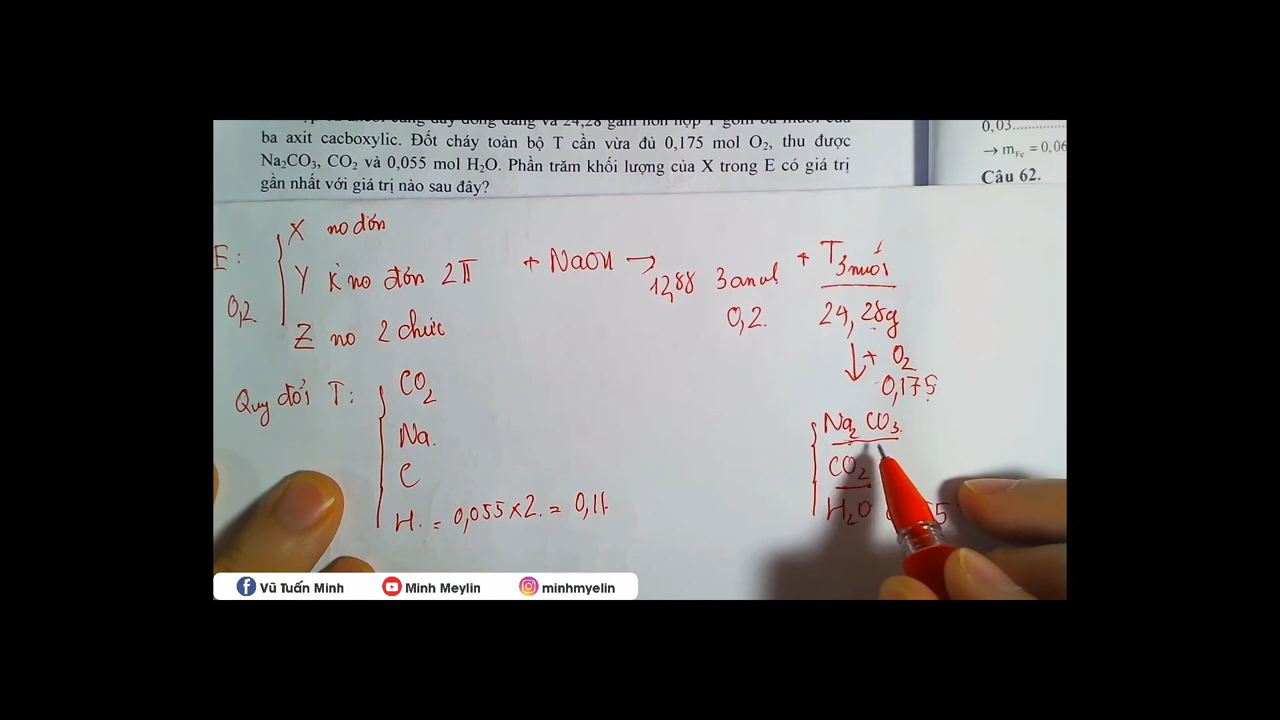 ba axit cacboxylic. Đốt cháy toàn bộ T cần vừa đủ 0,175 mol O₂, thu được
Na₂CO₃, CO₂ và 0,055 mol H₂O. Phần trăm khối lượng của X trong E có giá trị
gần nhất với giá trị nào sau đây?
0,03..............
→ m_Fe = 0,06
Câu 62.
E:
0,2
X no đơn
Y k no đơn 2π
Z no 2 chức
+ NaOH →
12,88 3 ancol
0,2.
+ T 3 muối
24,28g
↓ + O₂
0,175
Na₂CO₃
CO₂
H₂O
Quy đổi T:
CO₂
Na.
C
H. = 0,055 × 2. = 0,11
Vũ Tuấn Minh
Minh Meylin
minhmyelin